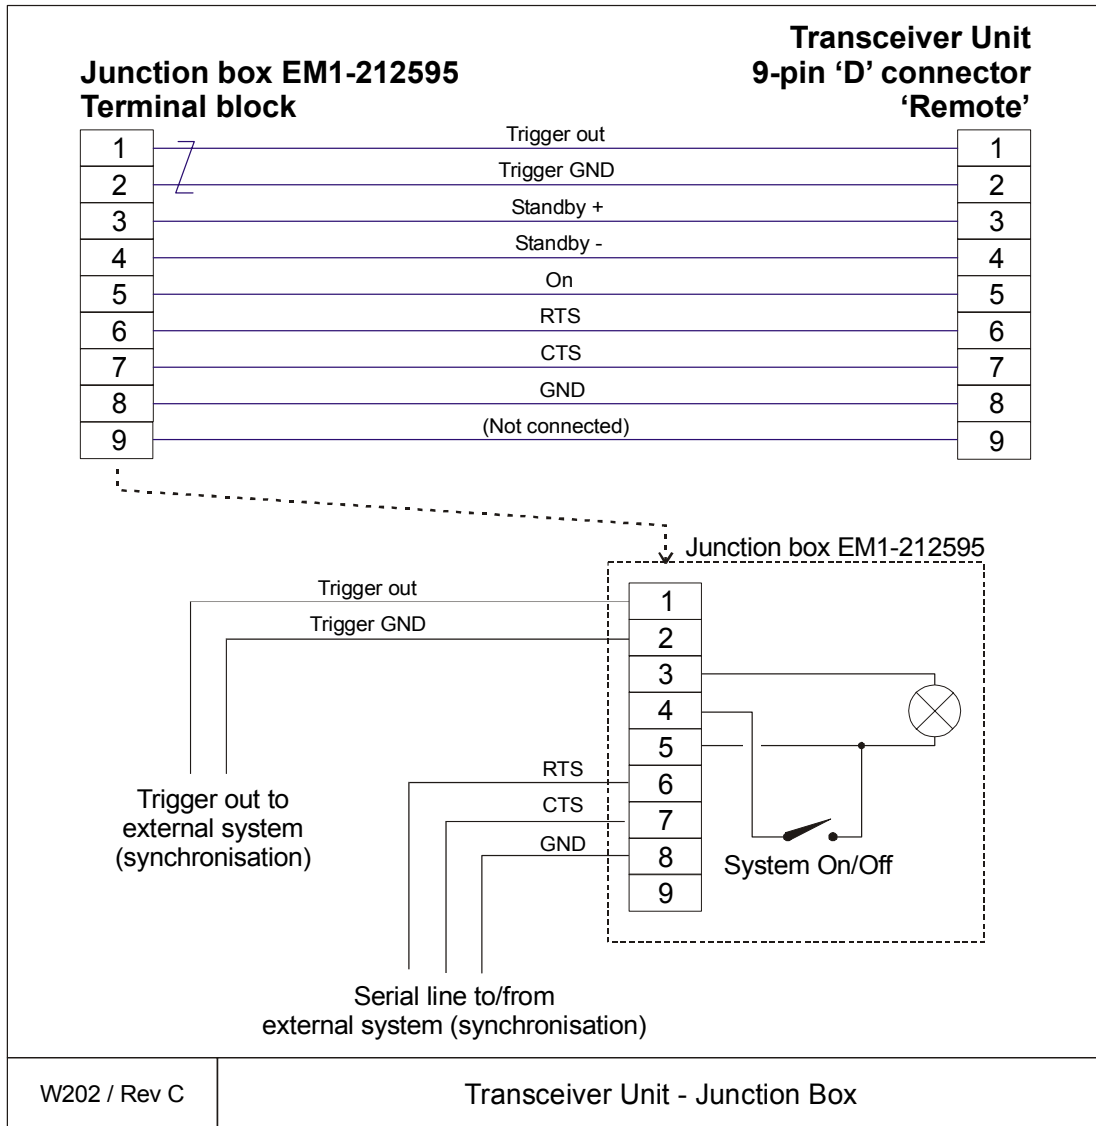 Transceiver Unit
Junction box EM1-212595
9-pin ‘D’ connector
Terminal block
‘Remote’
1 Trigger out 1
2 Trigger GND 2
3 Standby + 3
4 Standby - 4
5 On 5
6 RTS 6
7 CTS 7
8 GND 8
9 (Not connected) 9
Junction box EM1-212595
Trigger out 1
Trigger GND 2
3
4
5
RTS 6
CTS 7
GND 8
9
System On/Off
Trigger out to
external system
(synchronisation)
Serial line to/from
external system (synchronisation)
W202 / Rev C
Transceiver Unit - Junction Box